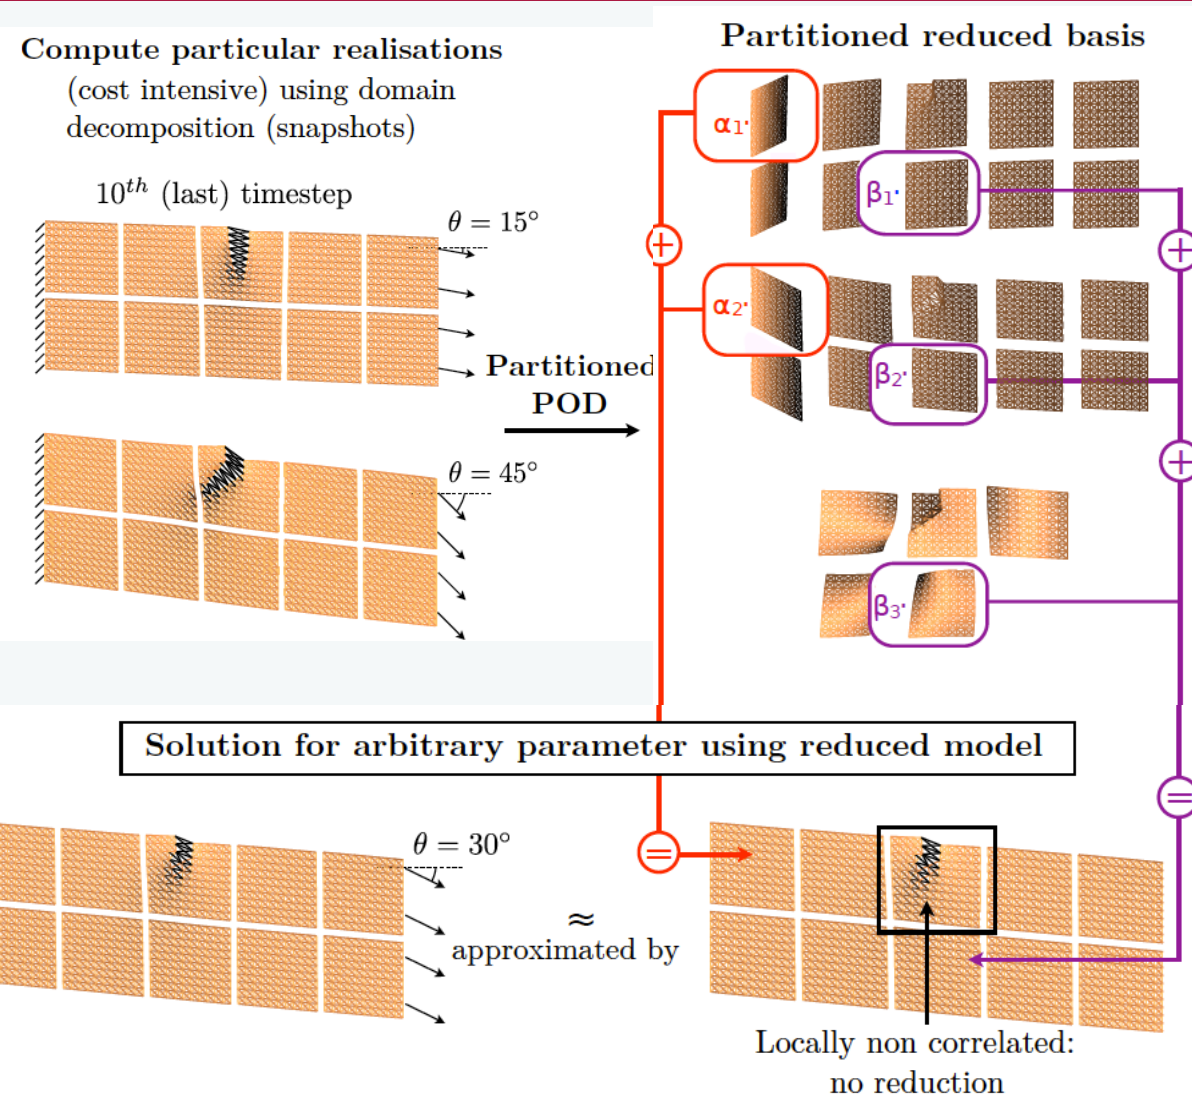 Compute particular realisations
(cost intensive) using domain
decomposition (snapshots)
10th (last) timestep
θ = 15°
θ = 45°
Partitioned
POD
Partitioned reduced basis
α1·
β1·
+
+
α2·
β2·
+
β3·
Solution for arbitrary parameter using reduced model
=
θ = 30°
=
≈
approximated by
Locally non correlated:
no reduction